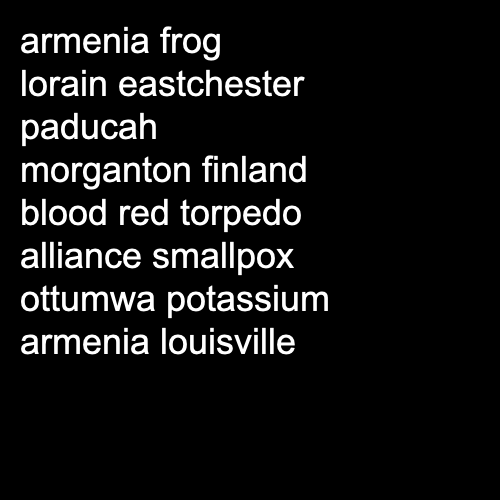 armenia frog
lorain eastchester
paducah
morganton finland
blood red torpedo
alliance smallpox
ottumwa potassium
armenia louisville